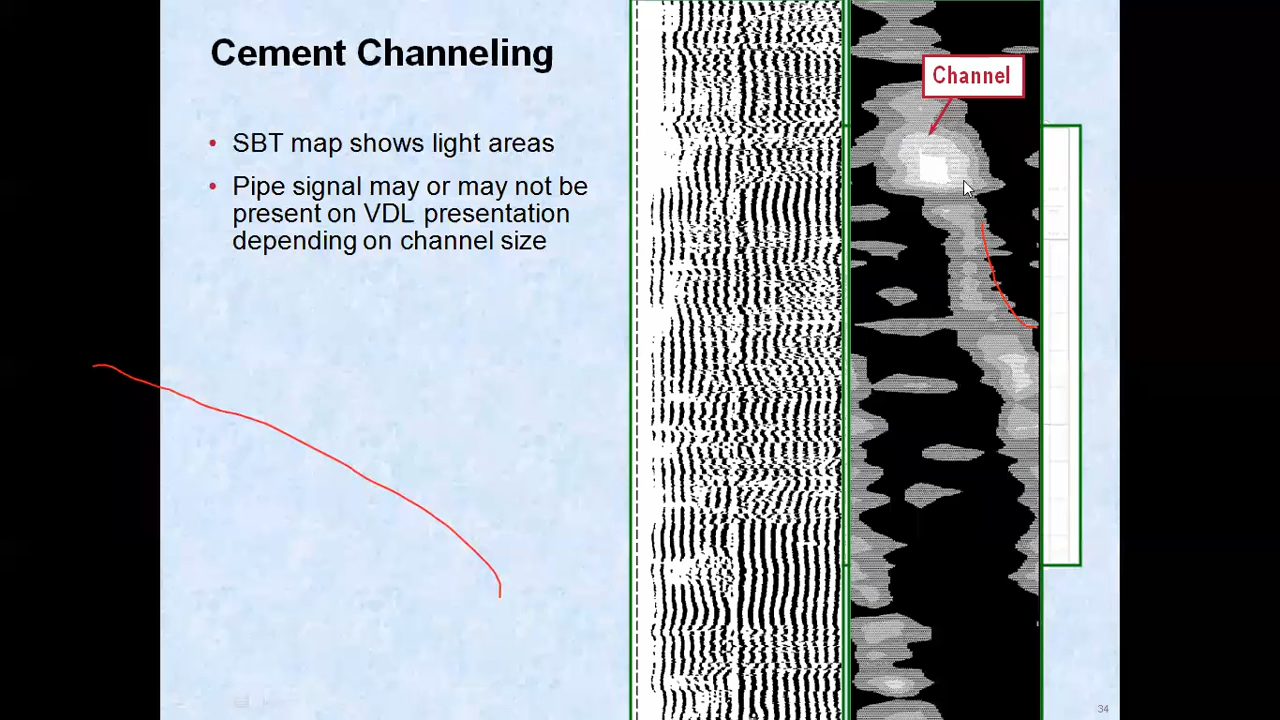 Cement Channeling
• SBT map shows light areas
• Pipe signal may or may not be
present on VDL presentation
depending on channel size
Channel
34